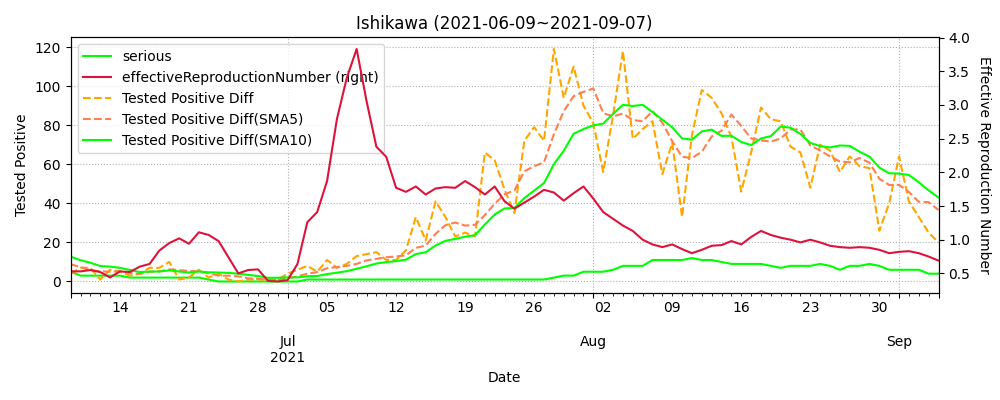 Ishikawa (2021-06-09~2021-09-07)
serious
effectiveReproductionNumber (right)
Tested Positive Diff
Tested Positive Diff(SMA5)
Tested Positive Diff(SMA10)
Tested Positive
120
100
80
60
40
20
0
4.0
3.5
3.0
2.5
2.0
1.5
1.0
0.5
Effective Reproduction Number
14 21 28 05 12 19 26 02 09 16 23 30
Jul Aug Sep
2021
Date